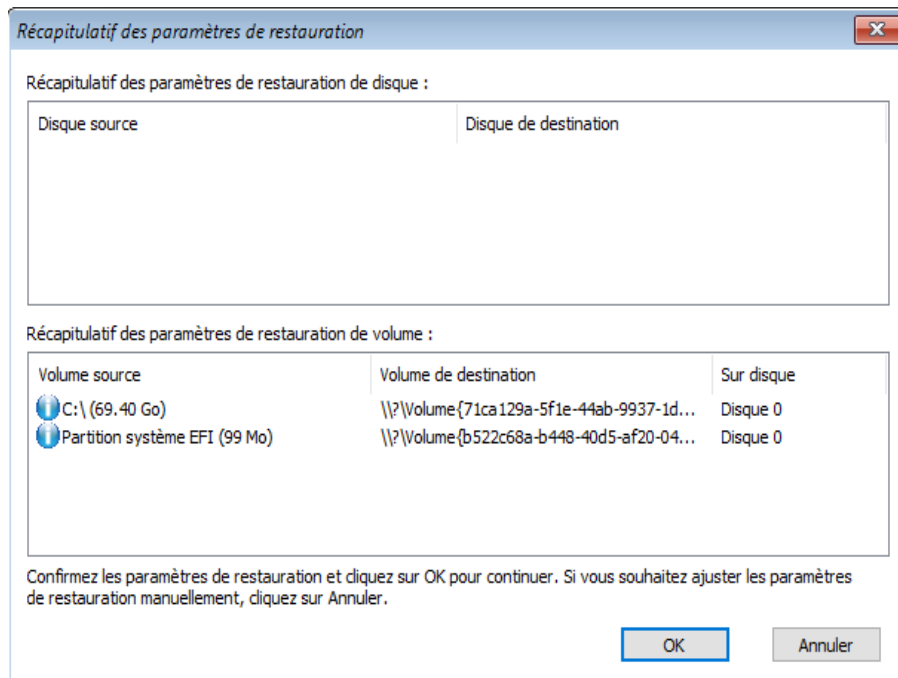 Récapitulatif des paramètres de restauration
Récapitulatif des paramètres de restauration de disque :
Disque source Disque de destination
Récapitulatif des paramètres de restauration de volume :
Volume source Volume de destination Sur disque
C:\ (69.40 Go) \\?\Volume{71ca129a-5f1e-44ab-9937-1d... Disque 0
Partition système EFI (99 Mo) \\?\Volume{b522c68a-b448-40d5-af20-04... Disque 0
Confirmez les paramètres de restauration et cliquez sur OK pour continuer. Si vous souhaitez ajuster les paramètres
de restauration manuellement, cliquez sur Annuler.
OK Annuler